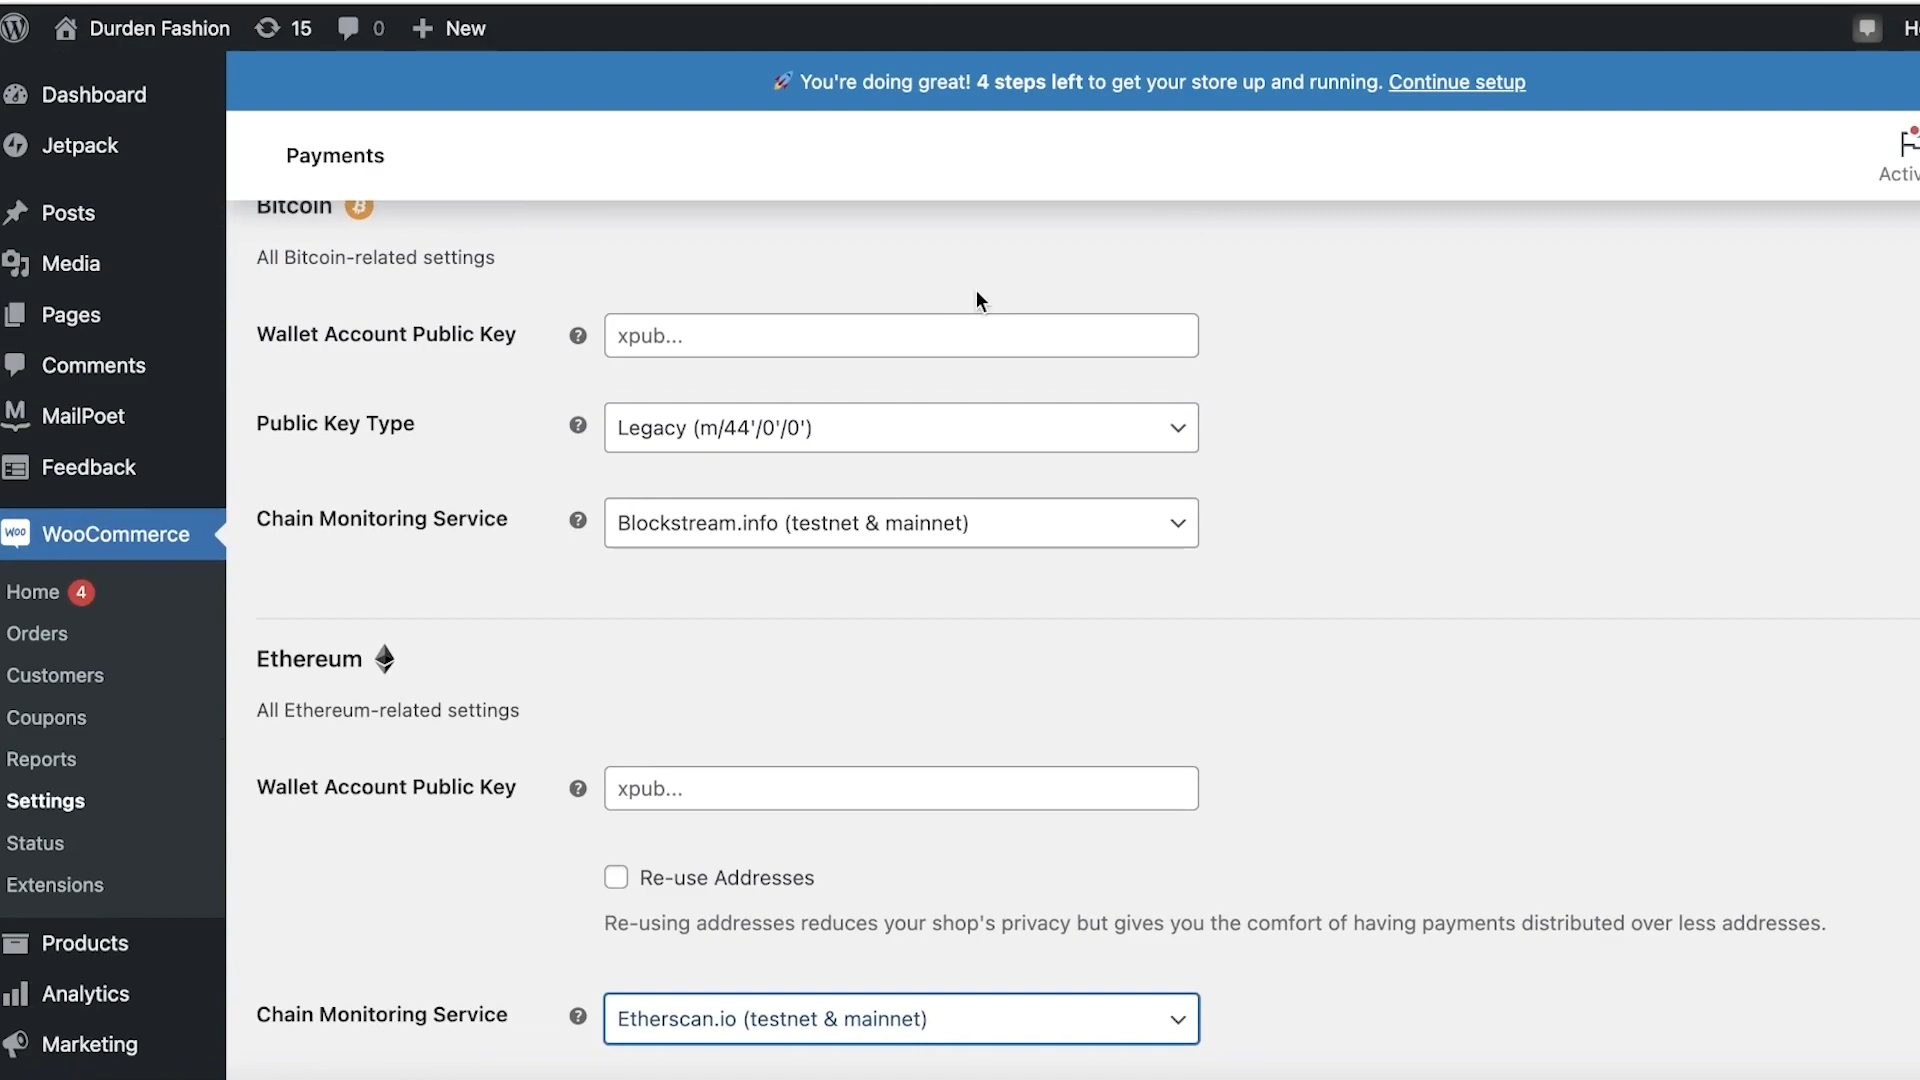 Durden Fashion 15 0 New
Dashboard
Jetpack
Posts
Media
Pages
Comments
MailPoet
Feedback
WooCommerce
Home 4
Orders
Customers
Coupons
Reports
Settings
Status
Extensions
Products
Analytics
Marketing
You're doing great! 4 steps left to get your store up and running. Continue setup
Payments
Bitcoin
All Bitcoin-related settings
Wallet Account Public Key
xpub...
Public Key Type
Legacy (m/44'/0'/0')
Chain Monitoring Service
Blockstream.info (testnet & mainnet)
Ethereum
All Ethereum-related settings
Wallet Account Public Key
xpub...
Re-use Addresses
Re-using addresses reduces your shop's privacy but gives you the comfort of having payments distributed over less addresses.
Chain Monitoring Service
Etherscan.io (testnet & mainnet)